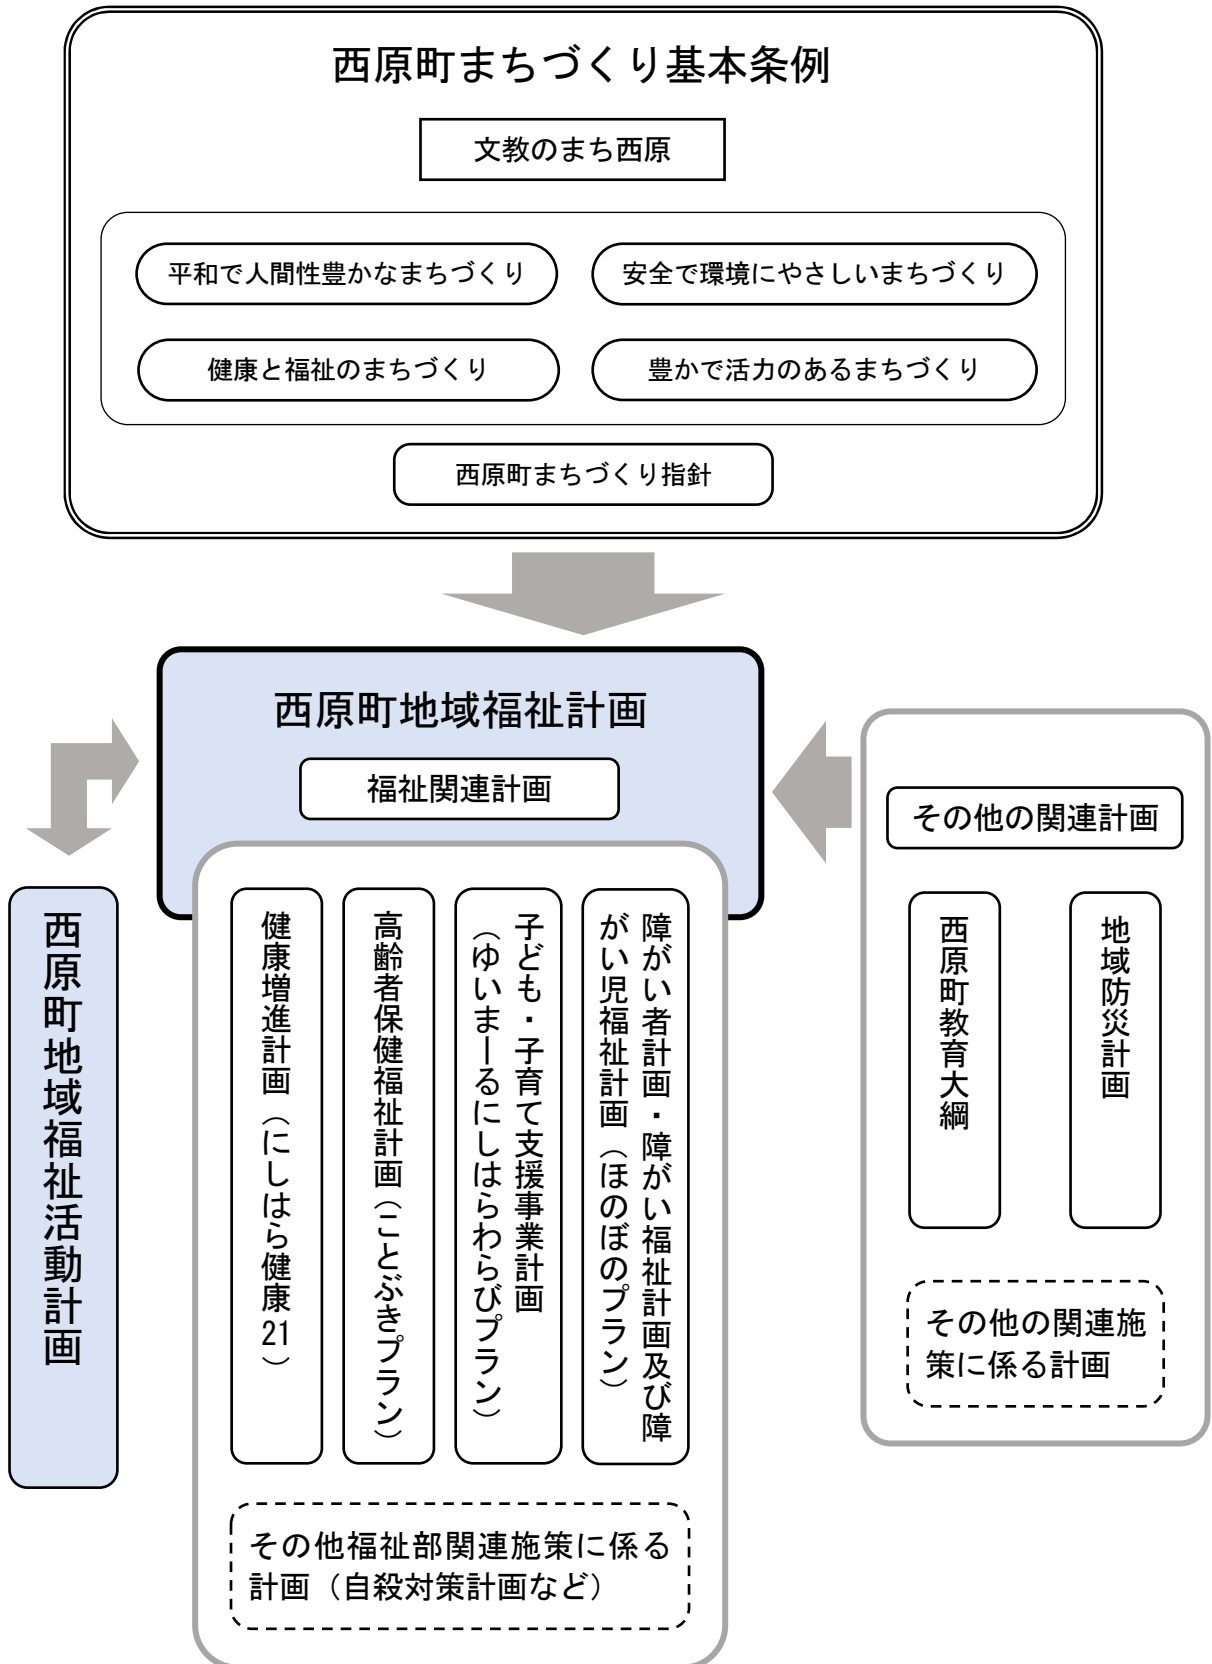 西原町まちづくり基本条例
文教のまち西原
平和で人間性豊かなまちづくり
安全で環境にやさしいまちづくり
健康と福祉のまちづくり
豊かで活力のあるまちづくり
西原町まちづくり指針
西原町地域福祉計画
福祉関連計画
西原町地域福祉活動計画
健康増進計画（にしはら健康21）
高齢者保健福祉計画（ことぶきプラン）
子ども・子育て支援事業計画
（ゆいまーるにしはらわらびプラン）
障がい者計画・障がい福祉計画及び障
がい児福祉計画（ほのぼのプラン）
その他福祉部関連施策に係る
計画（自殺対策計画など）
その他の関連計画
西原町教育大綱
地域防災計画
その他の関連施
策に係る計画